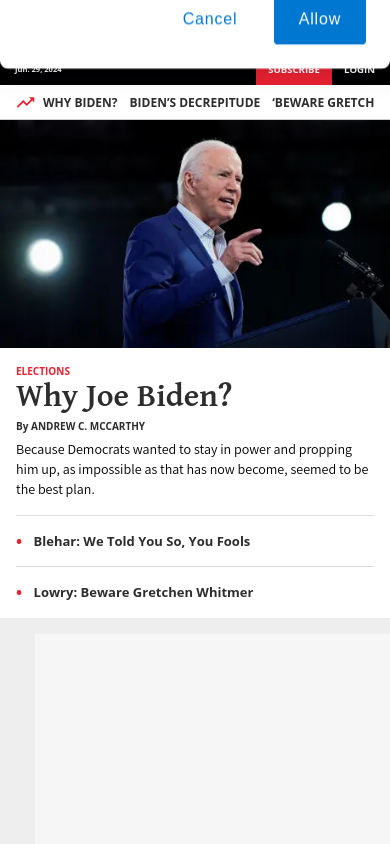 Cancel
Allow
Jun. 29, 2024
SUBSCRIBE
LOGIN
WHY BIDEN? BIDEN'S DECREPITUDE 'BEWARE GRETCH
ELECTIONS
Why Joe Biden?
By ANDREW C. MCCARTHY
Because Democrats wanted to stay in power and propping
him up, as impossible as that has now become, seemed to be
the best plan.
• Blehar: We Told You So, You Fools
• Lowry: Beware Gretchen Whitmer